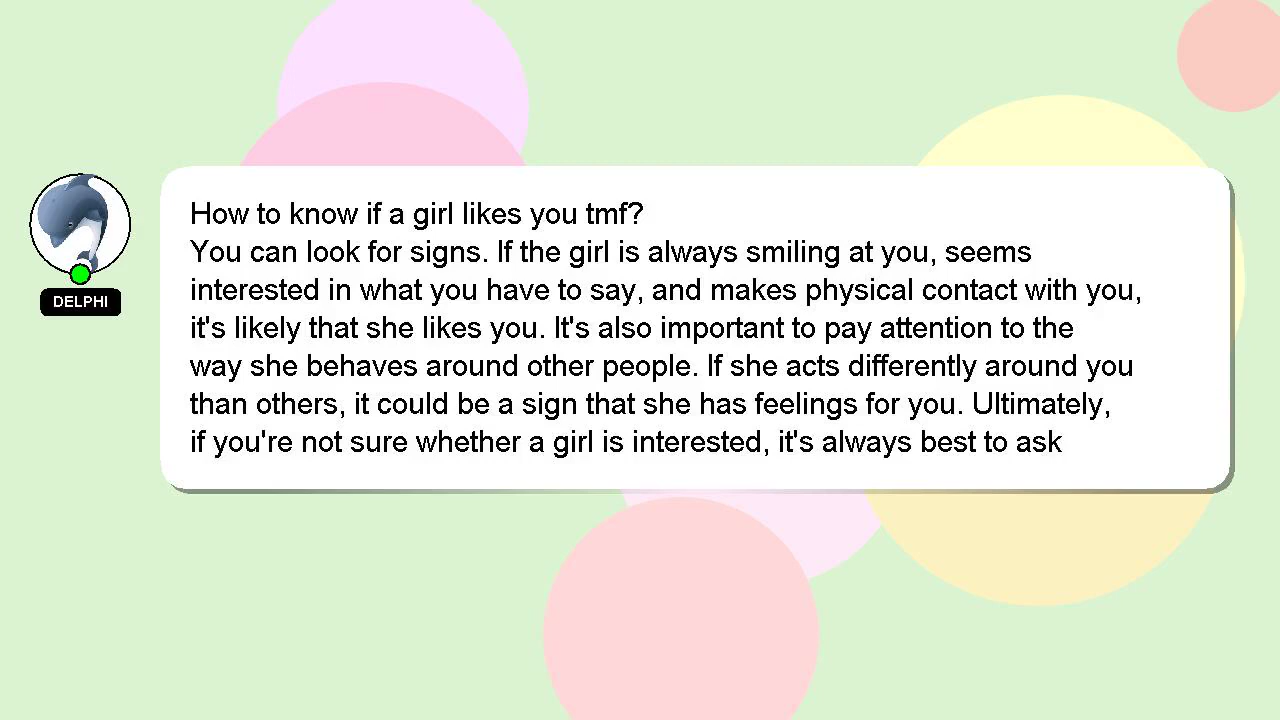 How to know if a girl likes you tmf?
You can look for signs. If the girl is always smiling at you, seems
interested in what you have to say, and makes physical contact with you,
it's likely that she likes you. It's also important to pay attention to the
way she behaves around other people. If she acts differently around you
than others, it could be a sign that she has feelings for you. Ultimately,
if you're not sure whether a girl is interested, it's always best to ask
DELPHI